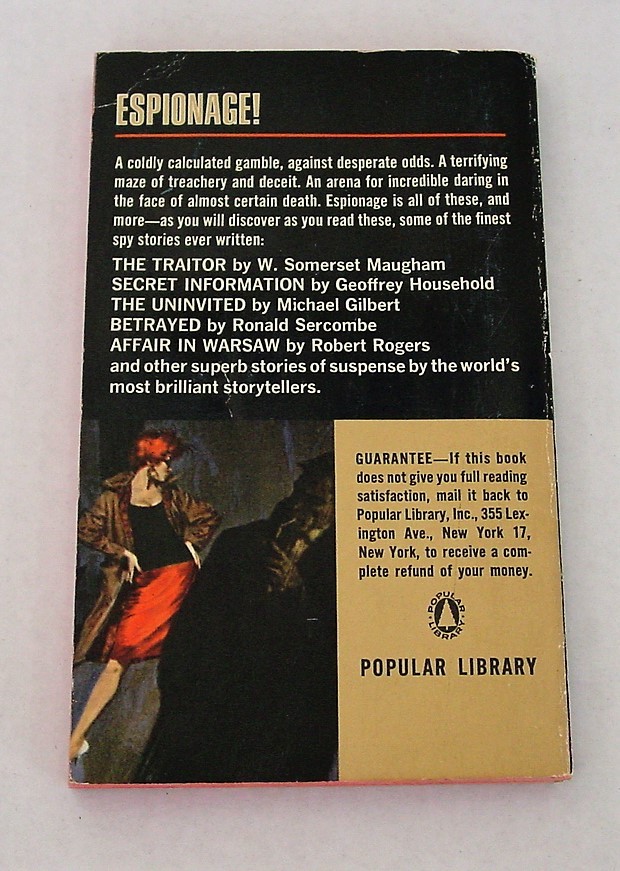 ESPIONAGE!
A coldly calculated gamble, against desperate odds. A terrifying
maze of treachery and deceit. An arena for incredible daring in
the face of almost certain death. Espionage is all of these, and
more—as you will discover as you read these, some of the finest
spy stories ever written:
THE TRAITOR by W. Somerset Maugham
SECRET INFORMATION by Geoffrey Household
THE UNINVITED by Michael Gilbert
BETRAYED by Ronald Sercombe
AFFAIR IN WARSAW by Robert Rogers
and other superb stories of suspense by the world's
most brilliant storytellers.
GUARANTEE—If this book
does not give you full reading
satisfaction, mail it back to
Popular Library, Inc., 355 Lex-
ington Ave., New York 17,
New York, to receive a com-
plete refund of your money.
POPULAR
LIBRARY
POPULAR LIBRARY